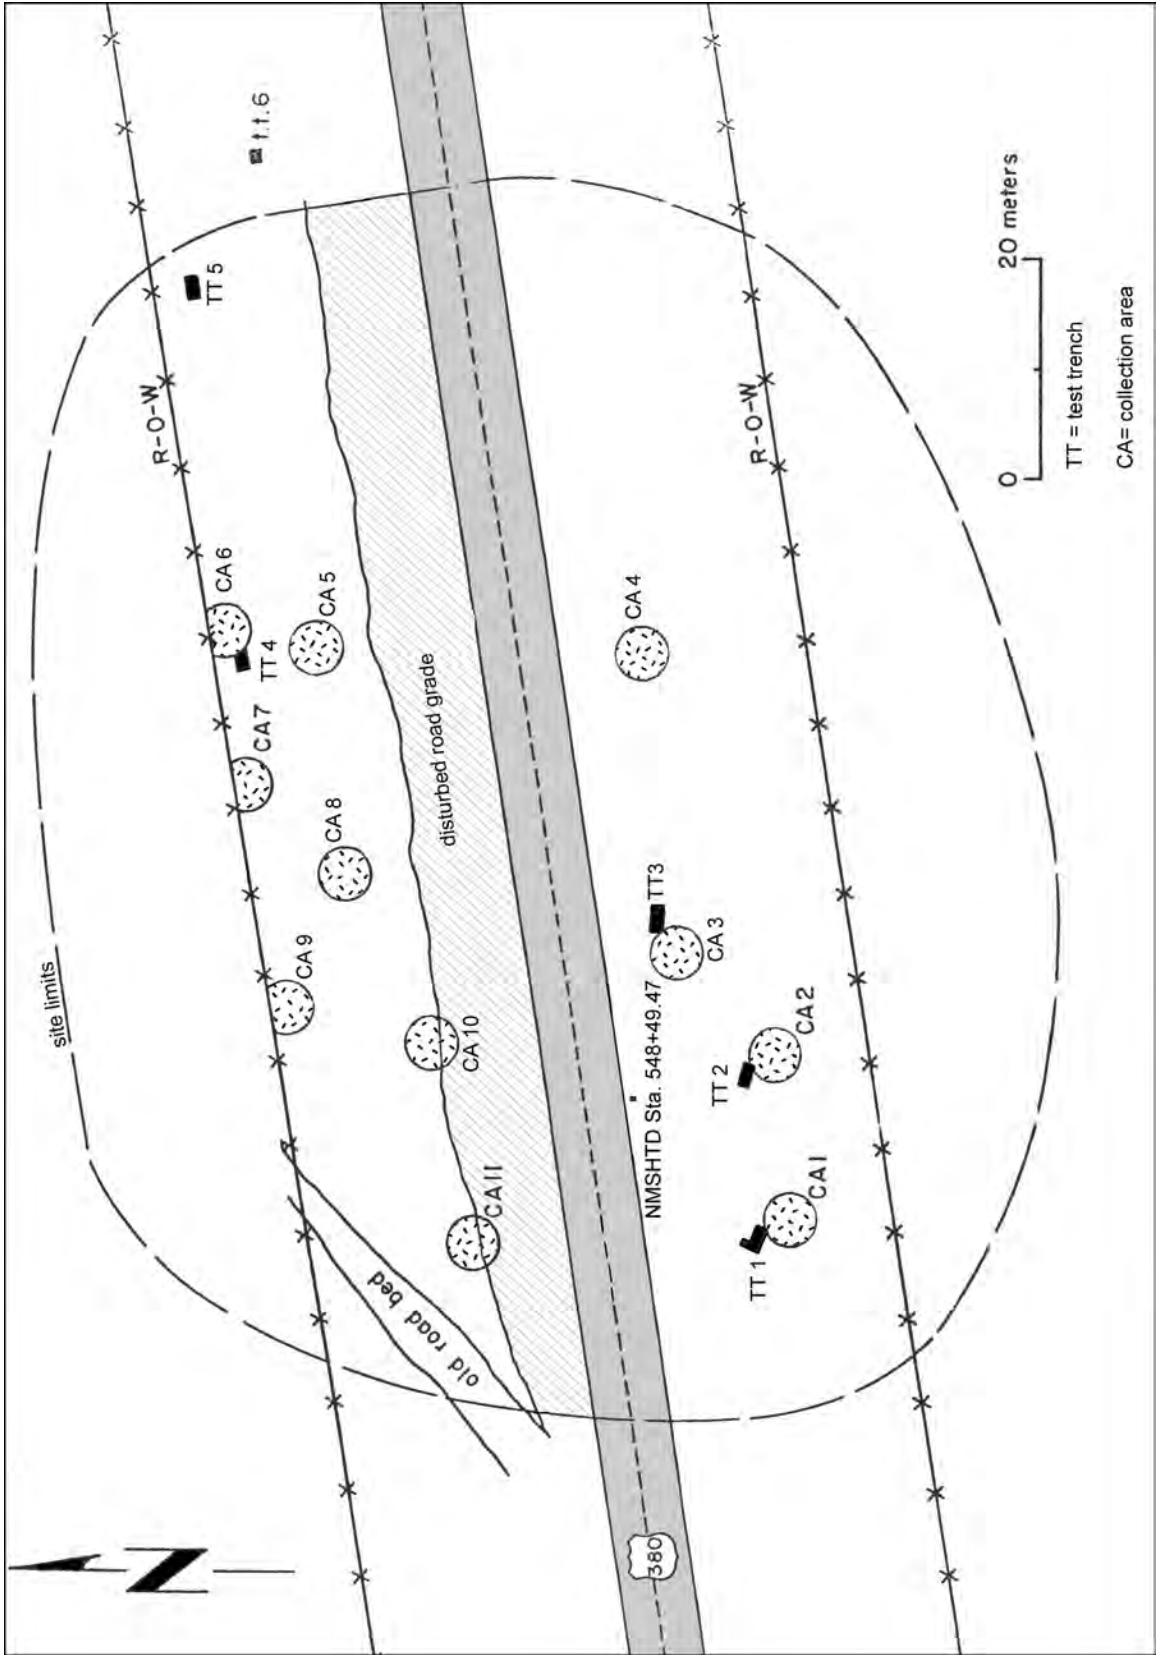 site limits
R-O-W
t.t.6
TT 5
CA 6
TT 4
CA 5
CA 7
CA 8
CA 9
CA 10
CA 11
old road bed
disturbed road grade
380
NMSHTD Sta. 548+49.47
CA 4
TT3
CA 3
TT 2
CA 2
TT 1
CA 1
R-O-W
N
0 20 meters
TT = test trench
CA= collection area